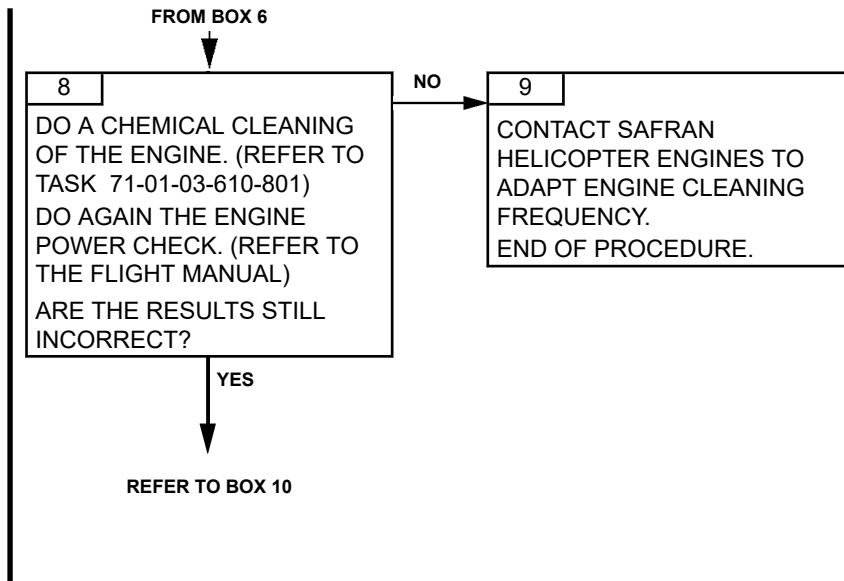 FROM BOX 6
8
DO A CHEMICAL CLEANING
OF THE ENGINE. (REFER TO
TASK 71-01-03-610-801)
DO AGAIN THE ENGINE
POWER CHECK. (REFER TO
THE FLIGHT MANUAL)
ARE THE RESULTS STILL
INCORRECT?
NO
9
CONTACT SAFRAN
HELICOPTER ENGINES TO
ADAPT ENGINE CLEANING
FREQUENCY.
END OF PROCEDURE.
YES
REFER TO BOX 10